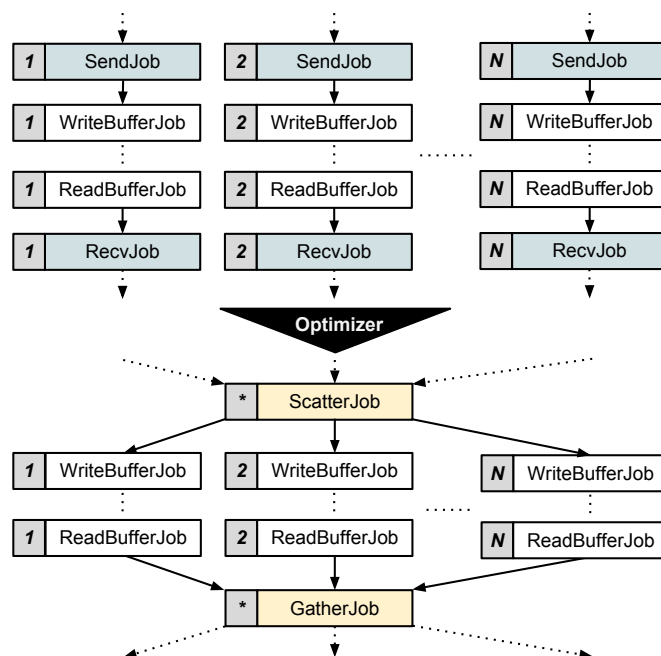 1 SendJob 2 SendJob N SendJob
1 WriteBufferJob 2 WriteBufferJob N WriteBufferJob
1 ReadBufferJob 2 ReadBufferJob N ReadBufferJob
1 RecvJob 2 RecvJob N RecvJob
Optimizer
* ScatterJob
1 WriteBufferJob 2 WriteBufferJob N WriteBufferJob
1 ReadBufferJob 2 ReadBufferJob N ReadBufferJob
* GatherJob